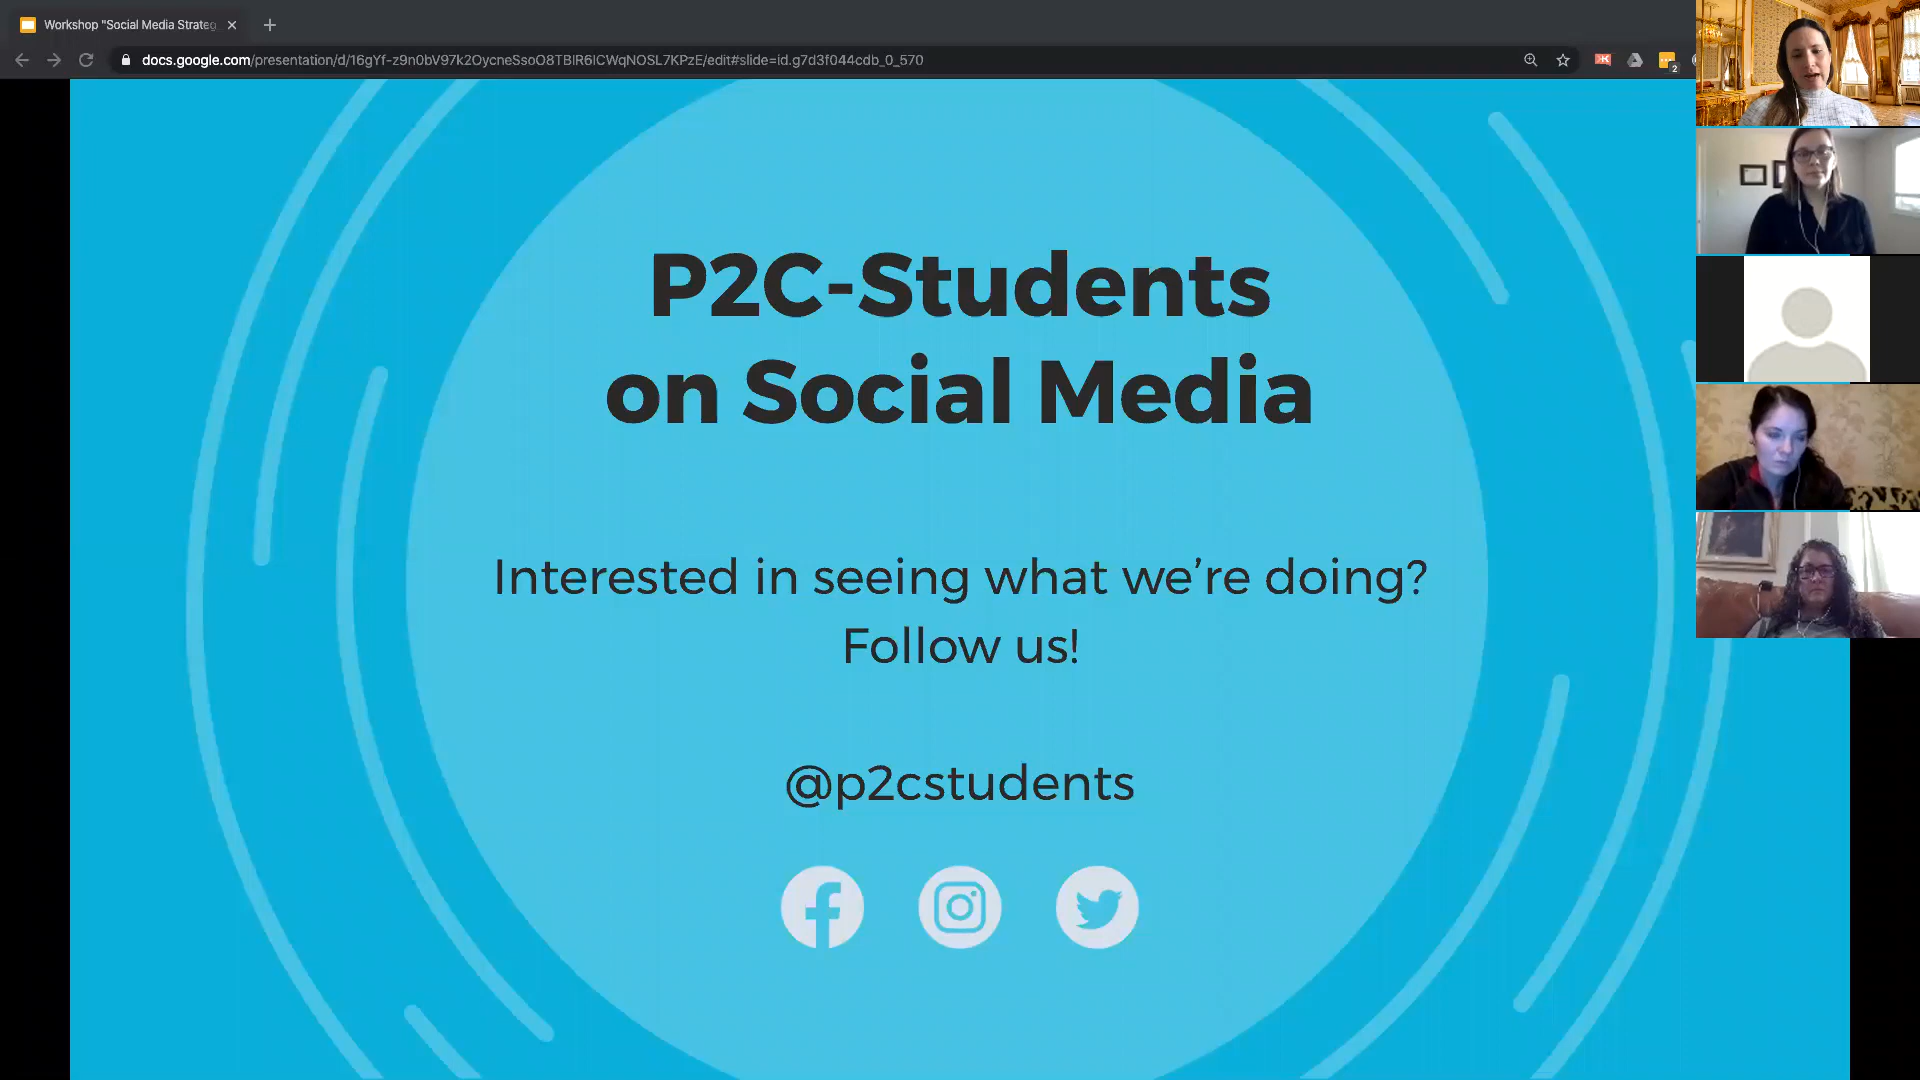 Workshop "Social Media Strateg
docs.google.com/presentation/d/16gYf-z9n0bV97k2OycneSsoO8TBlR6lCWqNOSL7KPzE/edit#slide=id.g7d3f044cdb_0_570
2
P2C-Students
on Social Media
Interested in seeing what we’re doing?
Follow us!
@p2cstudents